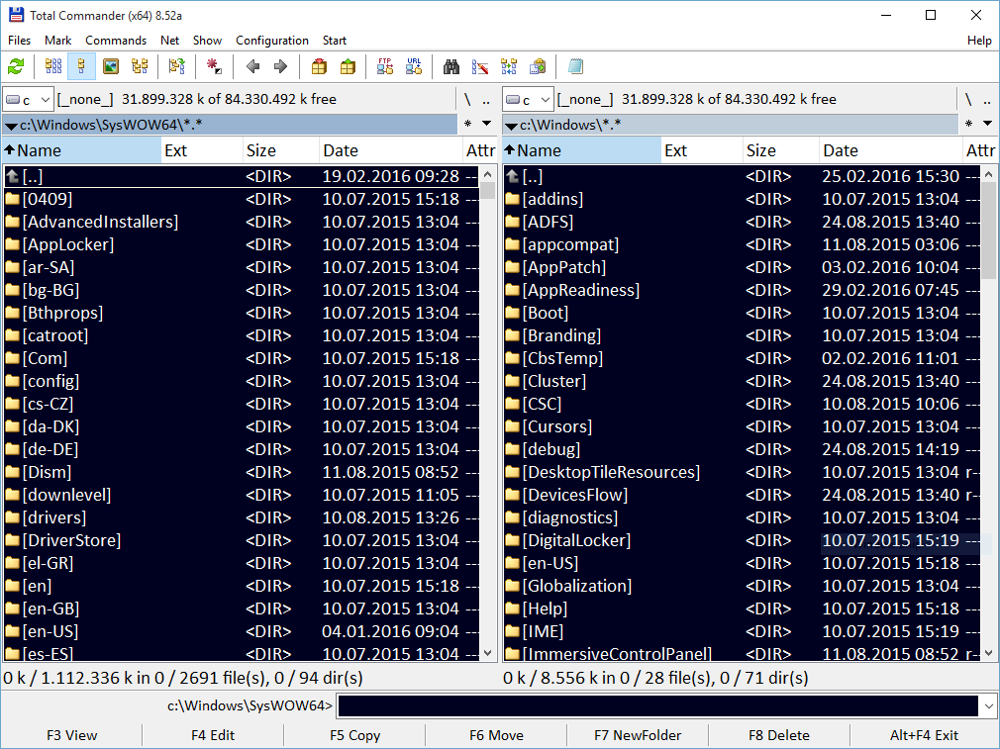 Total Commander (x64) 8.52a
Files Mark Commands Net Show Configuration Start Help
FTP URL
c [_none_] 31.899.328 k of 84.330.492 k free \ ..
c:\Windows\SysWOW64\*.* * 
Name Ext Size Date Attr
[..] <DIR> 19.02.2016 09:28 ---
[0409] <DIR> 10.07.2015 15:18 ---
[AdvancedInstallers] <DIR> 10.07.2015 13:04 ---
[AppLocker] <DIR> 10.07.2015 13:04 ---
[ar-SA] <DIR> 10.07.2015 13:04 ---
[bg-BG] <DIR> 10.07.2015 13:04 ---
[Bthprops] <DIR> 10.07.2015 13:04 ---
[catroot] <DIR> 10.07.2015 13:04 ---
[Com] <DIR> 10.07.2015 15:18 ---
[config] <DIR> 10.07.2015 13:04 ---
[cs-CZ] <DIR> 10.07.2015 13:04 ---
[da-DK] <DIR> 10.07.2015 13:04 ---
[de-DE] <DIR> 10.07.2015 13:04 ---
[Dism] <DIR> 11.08.2015 08:52 ---
[downlevel] <DIR> 10.07.2015 11:05 ---
[drivers] <DIR> 10.08.2015 13:26 ---
[DriverStore] <DIR> 10.07.2015 13:04 ---
[el-GR] <DIR> 10.07.2015 13:04 ---
[en] <DIR> 10.07.2015 15:18 ---
[en-GB] <DIR> 10.07.2015 13:04 ---
[en-US] <DIR> 04.01.2016 09:04 ---
[es-ES] <DIR> 10.07.2015 13:04 ---
0 k / 1.112.336 k in 0 / 2691 file(s), 0 / 94 dir(s)
c [_none_] 31.899.328 k of 84.330.492 k free \ ..
c:\Windows\*.* *
Name Ext Size Date Attr
[..] <DIR> 25.02.2016 15:30 ---
[addins] <DIR> 10.07.2015 13:04 ---
[ADFS] <DIR> 24.08.2015 13:40 ---
[appcompat] <DIR> 11.08.2015 03:06 ---
[AppPatch] <DIR> 03.02.2016 10:04 ---
[AppReadiness] <DIR> 29.02.2016 07:45 ---
[Boot] <DIR> 10.07.2015 13:04 ---
[Branding] <DIR> 10.07.2015 13:04 ---
[CbsTemp] <DIR> 02.02.2016 11:01 ---
[Cluster] <DIR> 24.08.2015 13:40 ---
[CSC] <DIR> 10.08.2015 10:06 ---
[Cursors] <DIR> 10.07.2015 13:04 ---
[debug] <DIR> 24.08.2015 14:19 ---
[DesktopTileResources] <DIR> 10.07.2015 13:04 r--
[DevicesFlow] <DIR> 24.08.2015 13:40 r--
[diagnostics] <DIR> 10.07.2015 13:04 ---
[DigitalLocker] <DIR> 10.07.2015 15:19 ---
[en-US] <DIR> 10.07.2015 15:18 ---
[Globalization] <DIR> 10.07.2015 13:04 ---
[Help] <DIR> 10.07.2015 15:18 ---
[IME] <DIR> 10.07.2015 15:19 ---
[ImmersiveControlPanel] <DIR> 11.08.2015 08:52 r--
0 k / 8.556 k in 0 / 28 file(s), 0 / 71 dir(s)
c:\Windows\SysWOW64>
F3 View F4 Edit F5 Copy F6 Move F7 NewFolder F8 Delete Alt+F4 Exit